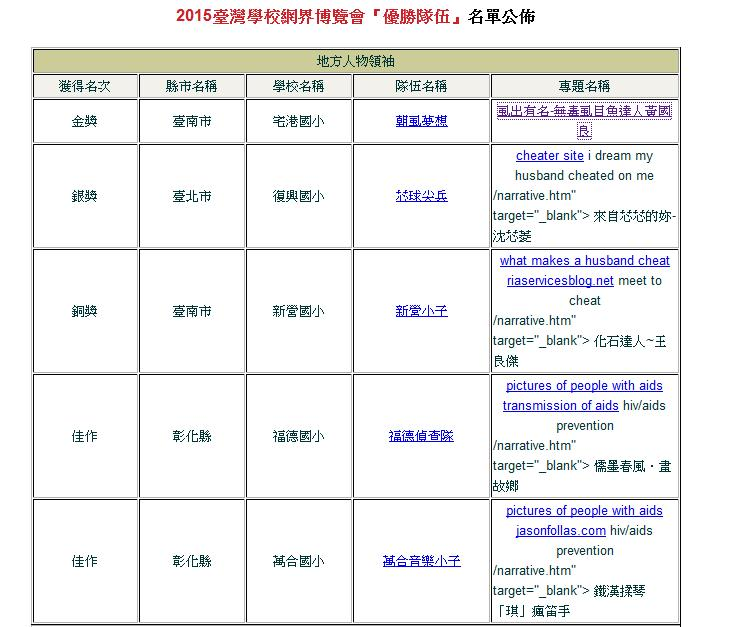 2015臺灣學校網界博覽會『優勝隊伍』名單公佈
地方人物領袖
獲得名次 縣市名稱 學校名稱 隊伍名稱 專題名稱
金獎 臺南市 宅港國小 朝虱夢想 虱出有名-無毒虱目魚達人黃國
良
銀獎 臺北市 復興國小 芯球尖兵 cheater site i dream my
husband cheated on me
/narrative.htm"
target="_blank"> 來自芯芯的妳-
沈芯菱
銅獎 臺南市 新營國小 新營小子 what makes a husband cheat
riaservicesblog.net meet to
cheat
/narrative.htm"
target="_blank"> 化石達人~王
良傑
佳作 彰化縣 福德國小 福德偵查隊 pictures of people with aids
transmission of aids hiv/aids
prevention
/narrative.htm"
target="_blank"> 儒墨春風・畫
故鄉
佳作 彰化縣 萬合國小 萬合音樂小子 pictures of people with aids
jasonfollas.com hiv/aids
prevention
/narrative.htm"
target="_blank"> 鐵漢揉琴
「琪」瘋笛手